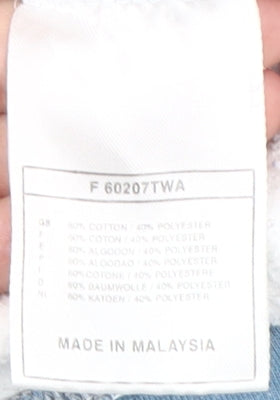 F 60207TWA
GB 60% COTTON / 40% POLYESTER
F 60% COTON / 40% POLYESTER
E 60% ALGODON / 40% POLYESTER
P 60% ALGODAO / 40% POLYESTER
I 60% COTONE / 40% POLYESTERE
D 60% BAUMWOLLE / 40% POLYESTER
NL 60% KATOEN / 40% POLYESTER
MADE IN MALAYSIA